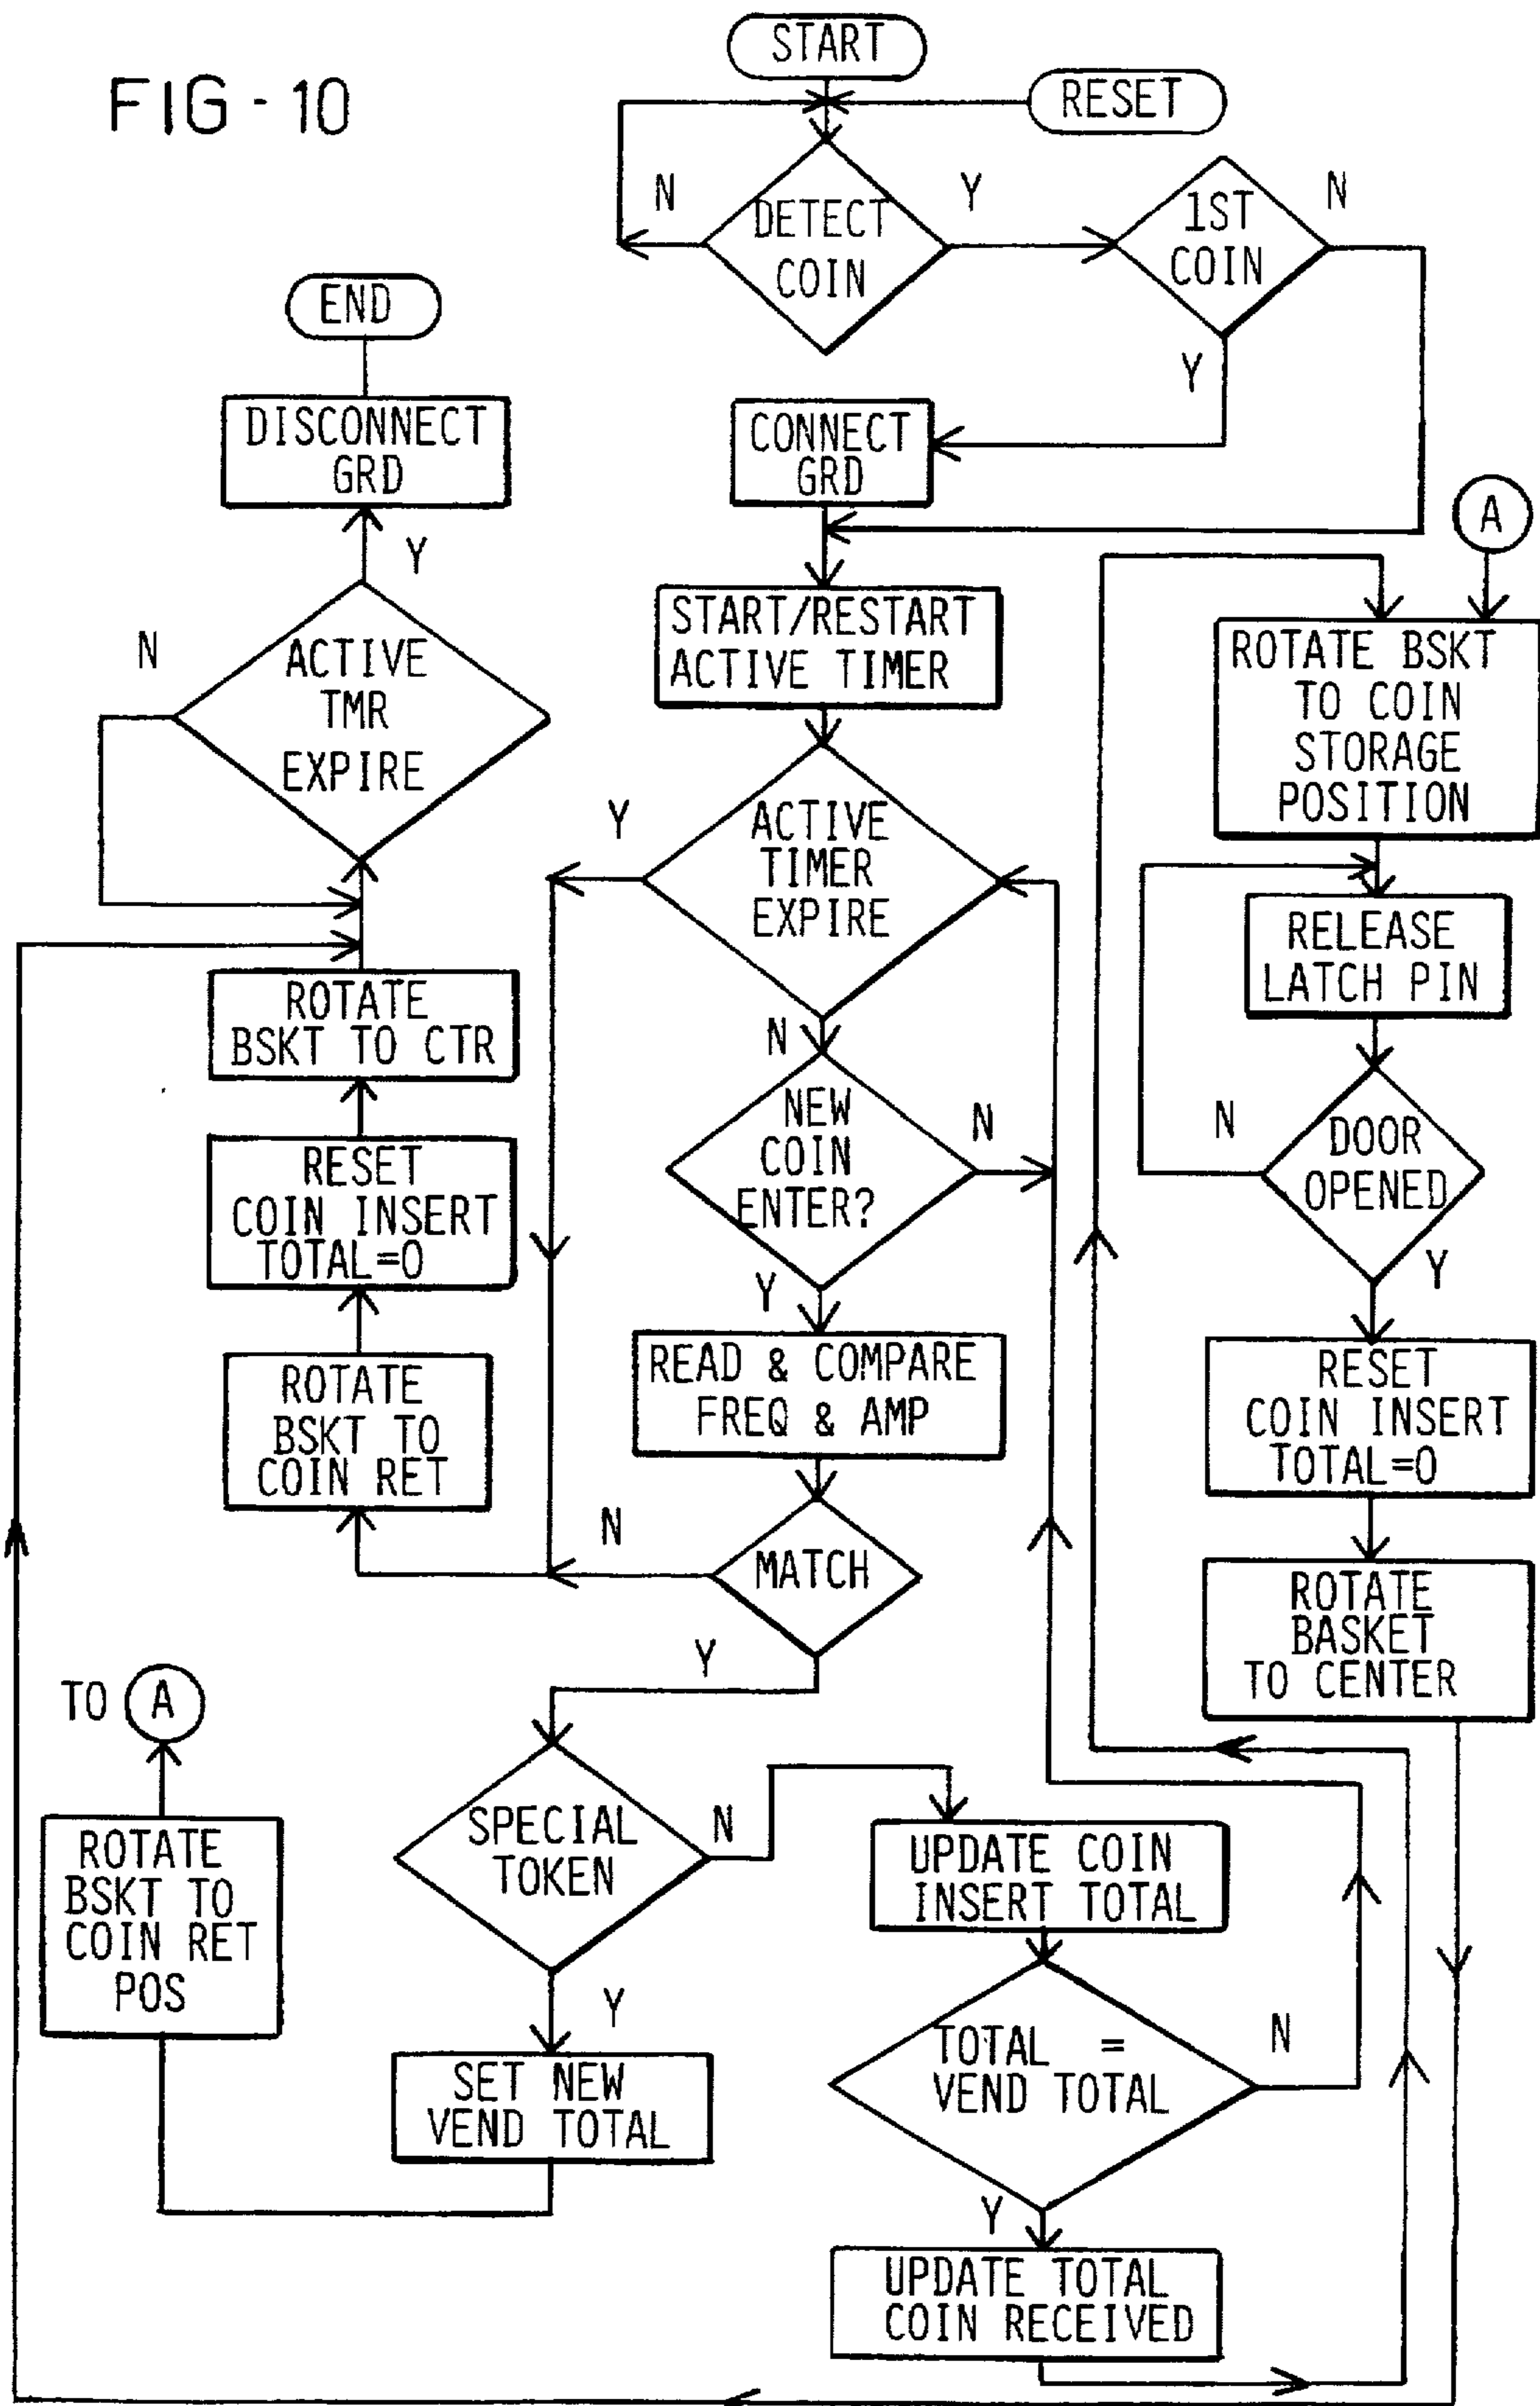 FIG-10
START
RESET
N
DETECT
COIN
Y
1ST
COIN
N
Y
END
DISCONNECT
GRD
Y
CONNECT
GRD
A
N
ACTIVE
TMR
EXPIRE
START/RESTART
ACTIVE TIMER
ROTATE BSKT
TO COIN
STORAGE
POSITION
Y
ACTIVE
TIMER
EXPIRE
N
RELEASE
LATCH PIN
ROTATE
BSKT TO CTR
NEW
COIN
ENTER?
N
Y
N
DOOR
OPENED
Y
RESET
COIN INSERT
TOTAL=0
READ & COMPARE
FREQ & AMP
RESET
COIN INSERT
TOTAL=0
ROTATE
BSKT TO
COIN RET
N
MATCH
Y
ROTATE
BASKET
TO CENTER
TO A
ROTATE
BSKT TO
COIN RET
POS
SPECIAL
TOKEN
N
Y
UPDATE COIN
INSERT TOTAL
SET NEW
VEND TOTAL
TOTAL =
VEND TOTAL
N
Y
UPDATE TOTAL
COIN RECEIVED